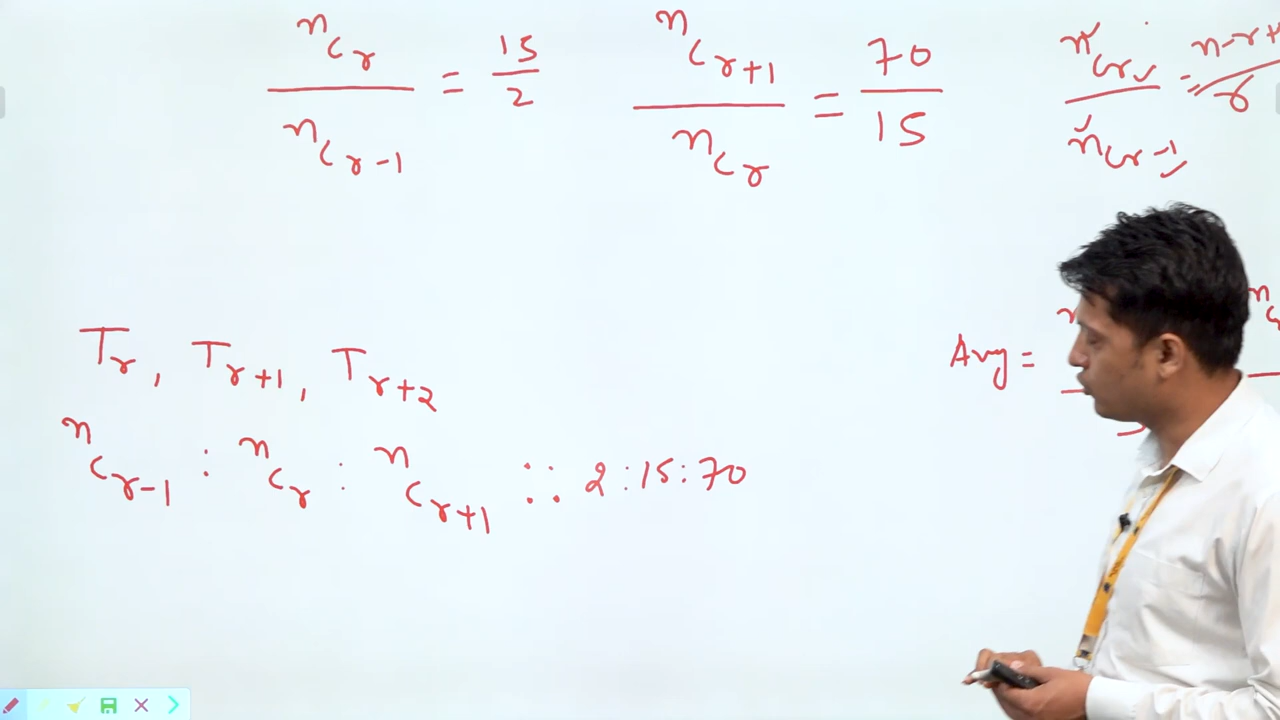 nCr / nCr-1 = 15/2
nCr+1 / nCr = 70/15
nCr / nCr-1 = n-r+ / r
Tr, Tr+1, Tr+2
Avg =
nCr-1 : nCr : nCr+1 :: 2:15:70